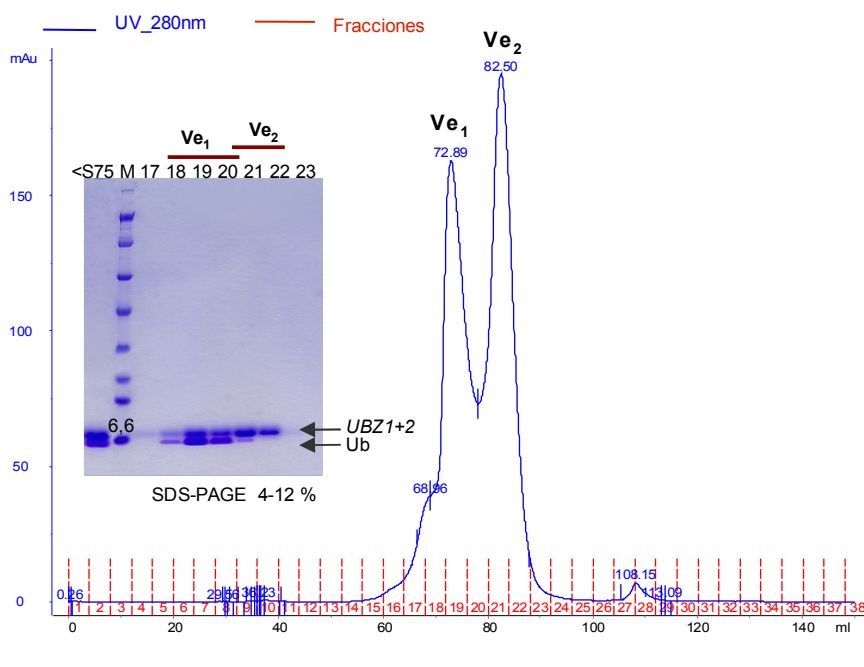 UV_280nm
Fracciones
mAu
Ve2
82.50
Ve1
72.89
Ve1
Ve2
<S75 M 17 18 19 20 21 22 23
150
100
6,6
UBZ1+2
Ub
SDS-PAGE 4-12 %
50
68.96
108.15
0.26
113.09
0
1 2 3 4 5 6 7 8 9 10 11 12 13 14 15 16 17 18 19 20 21 22 23 24 25 26 27 28 29 30 31 32 33 34 35 36 37 38
0 20 40 60 80 100 120 140 ml